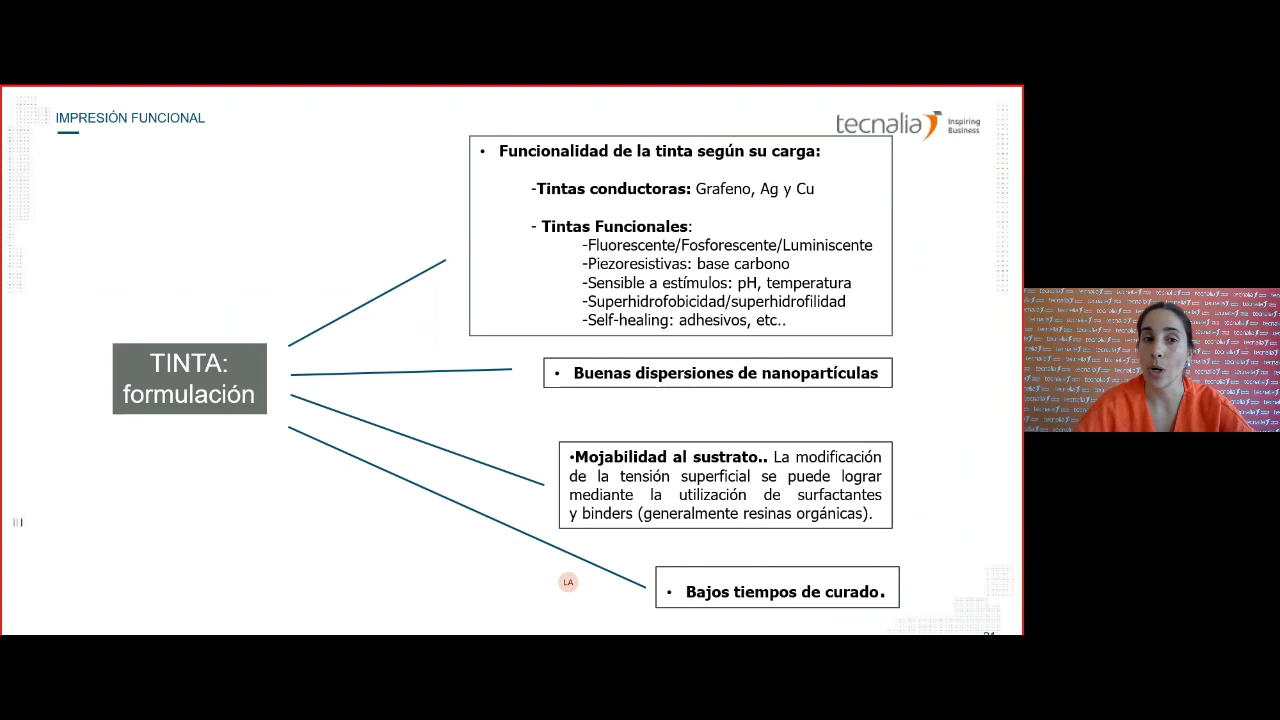 IMPRESIÓN FUNCIONAL
tecnalia Inspiring
Business
• Funcionalidad de la tinta según su carga:
-Tintas conductoras: Grafeno, Ag y Cu
- Tintas Funcionales:
-Fluorescente/Fosforescente/Luminiscente
-Piezoresistivas: base carbono
-Sensible a estímulos: pH, temperatura
-Superhidrofobicidad/superhidrofilidad
-Self-healing: adhesivos, etc..
TINTA:
formulación
• Buenas dispersiones de nanopartículas
•Mojabilidad al sustrato.. La modificación
de la tensión superficial se puede lograr
mediante la utilización de surfactantes
y binders (generalmente resinas orgánicas).
LA
• Bajos tiempos de curado.